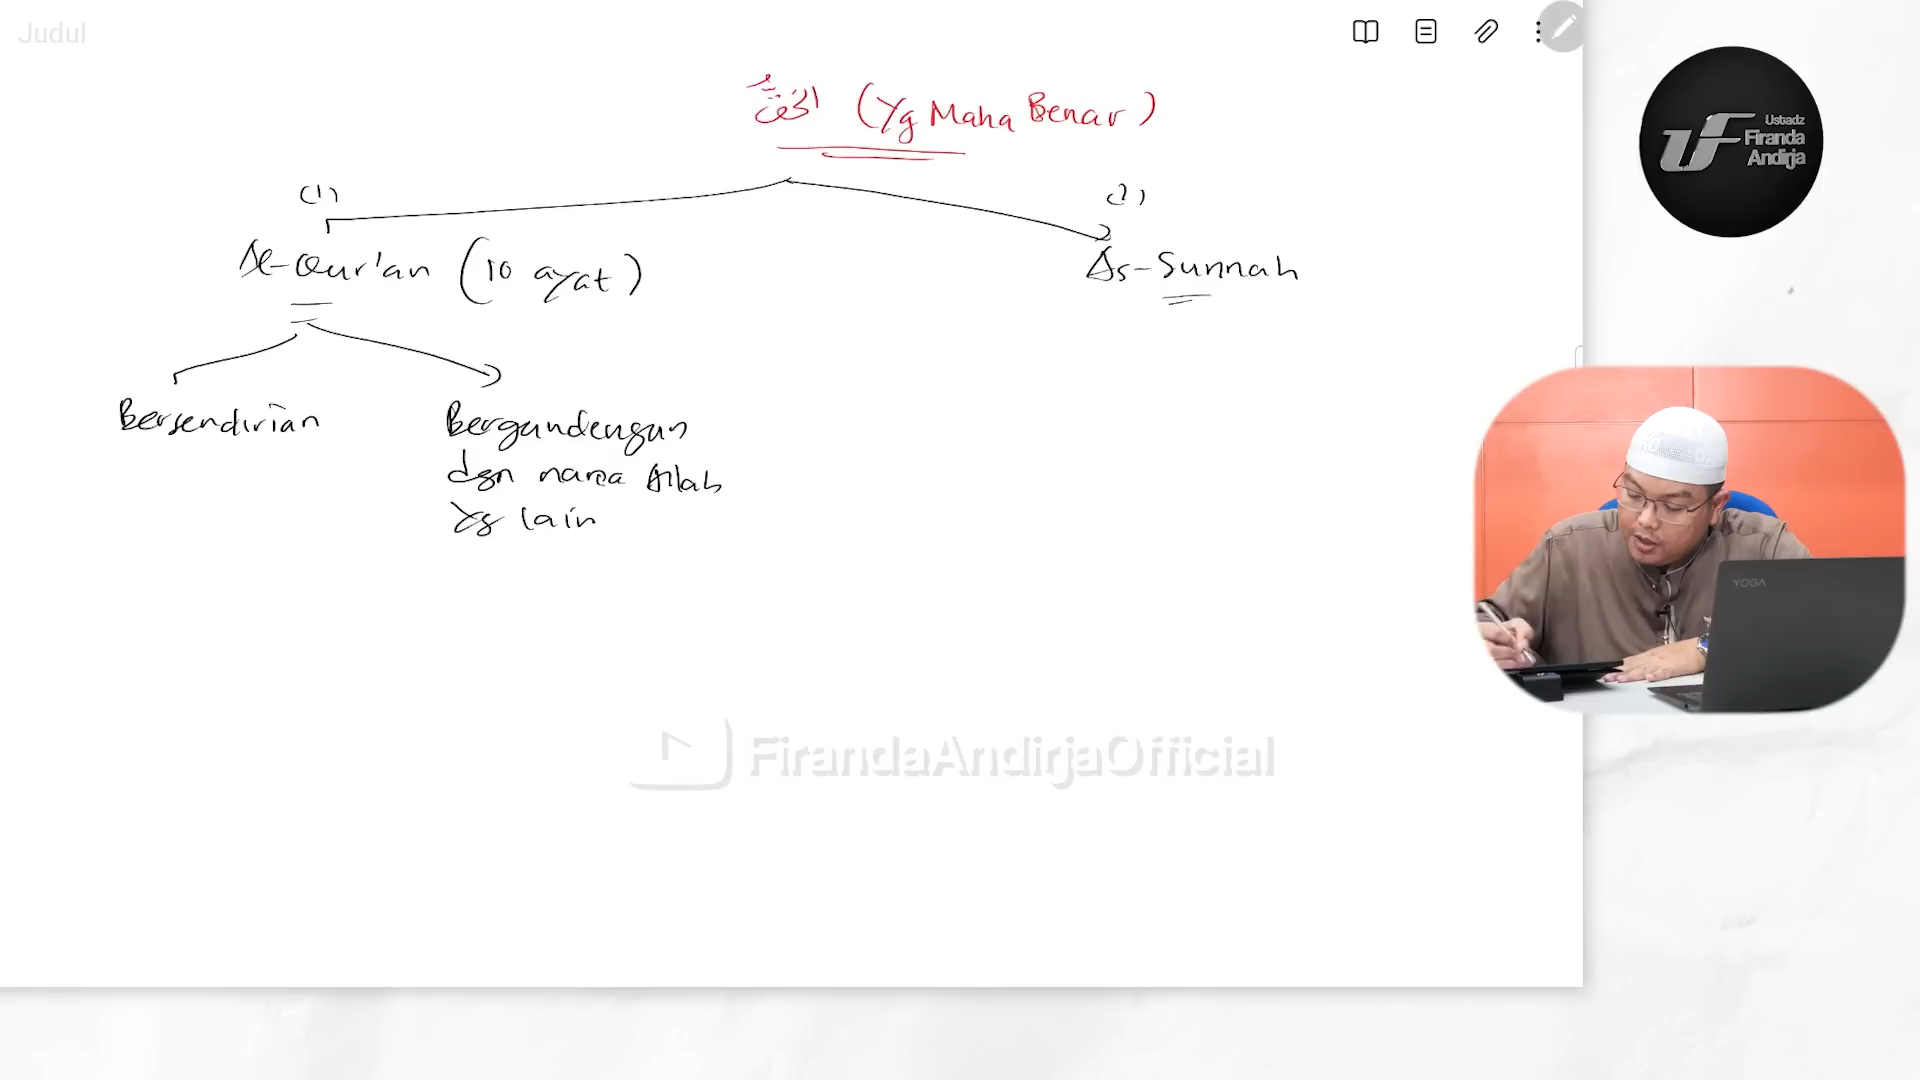 Judul
الحق (Yg Maha Benar)
(1)
(2)
Al-Qur'an (10 ayat)
As-Sunnah
Bersendirian
Bergandengan
dgn nama Allah
Yg lain
Ustadz
Firanda
Andirja
YOGA
FirandaAndirjaOfficial